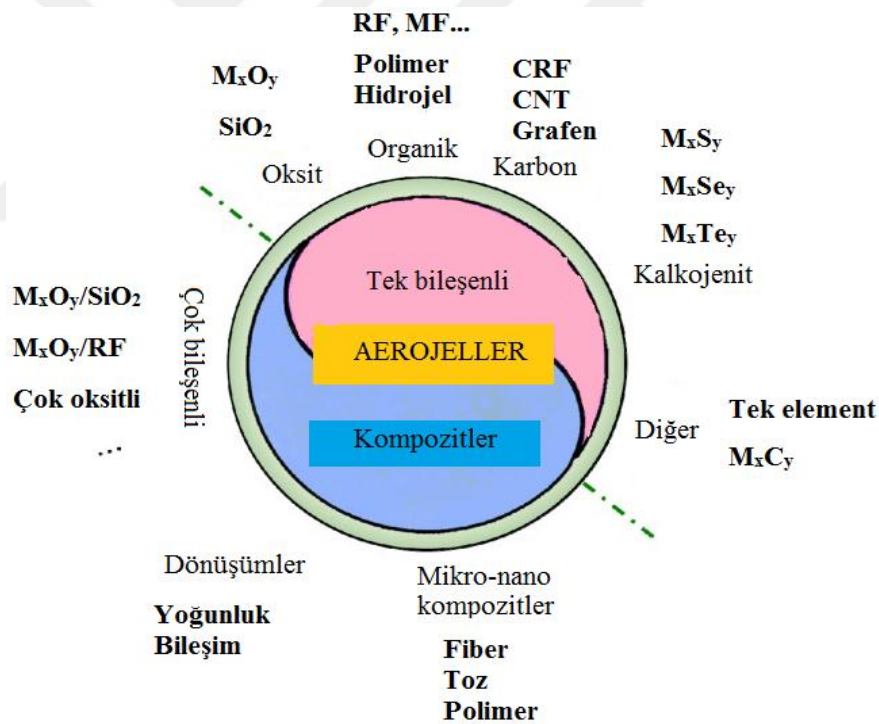 RF, MF...
Polimer
Hidrojel
Organik
MxOy
SiO2
Oksit
CRF
CNT
Grafen
Karbon
MxSy
MxSey
MxTey
Kalkojenit
Tek bileşenli
AEROJELLER
Kompozitler
MxOy/SiO2
MxOy/RF
Çok oksitli
...
Çok bileşenli
Diğer
Tek element
MxCy
Dönüşümler
Yoğunluk
Bileşim
Mikro-nano
kompozitler
Fiber
Toz
Polimer